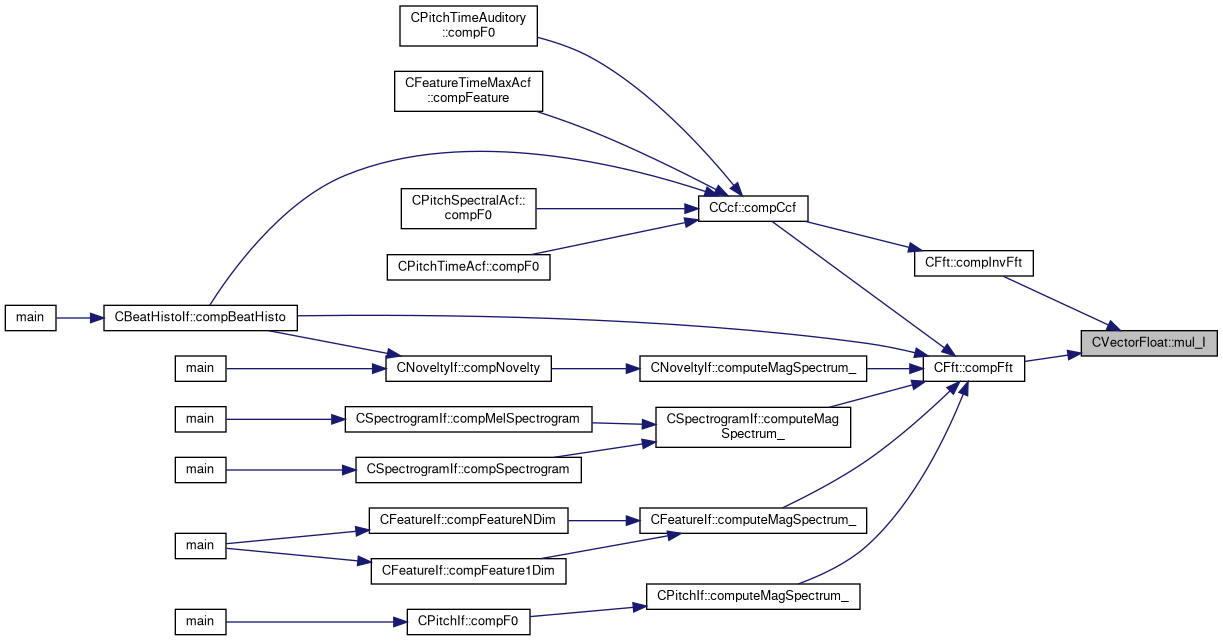 CPitchTimeAuditory
::compF0
CFeatureTimeMaxAcf
::compFeature
CPitchSpectralAcf::
compF0
CCcf::compCcf
CPitchTimeAcf::compF0
CFft::compInvFft
main
CBeatHistoIf::compBeatHisto
CVectorFloat::mul_I
main
CNoveltyIf::compNovelty
CNoveltyIf::computeMagSpectrum_
CFft::compFft
main
CSpectrogramIf::compMelSpectrogram
CSpectrogramIf::computeMag
Spectrum_
main
CSpectrogramIf::compSpectrogram
CFeatureIf::compFeatureNDim
CFeatureIf::computeMagSpectrum_
main
CFeatureIf::compFeature1Dim
CPitchIf::computeMagSpectrum_
main
CPitchIf::compF0